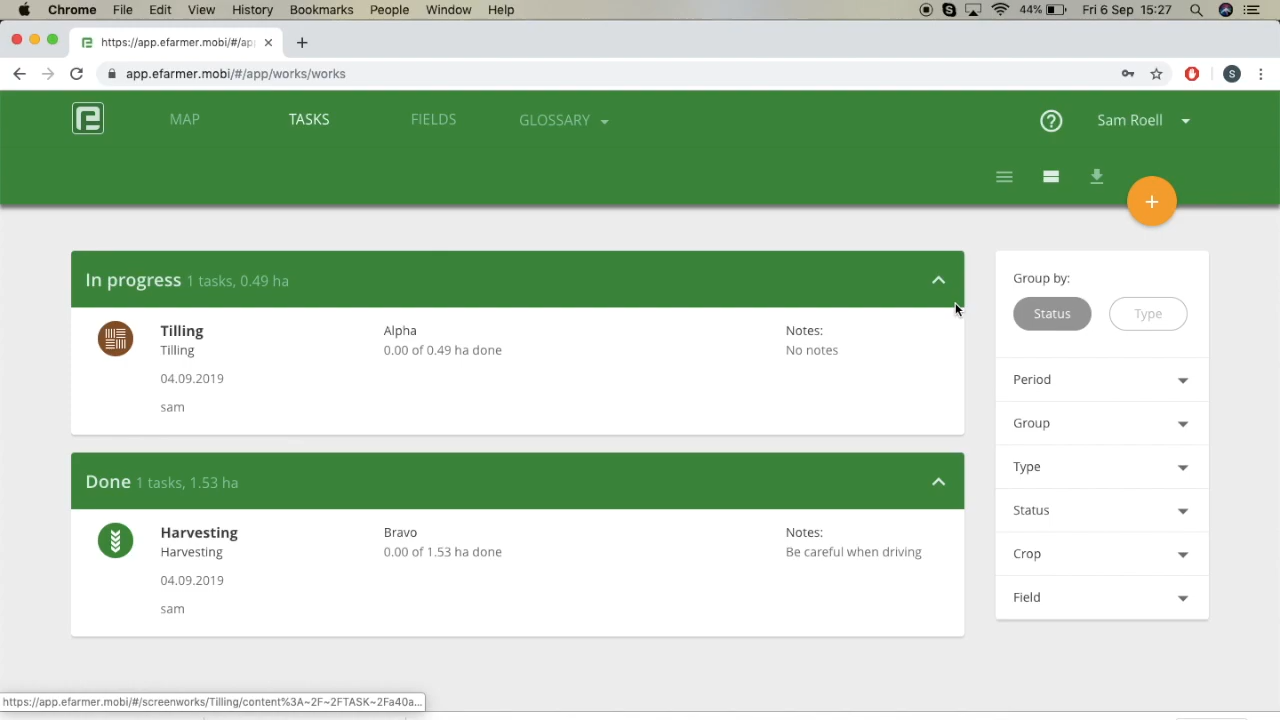 Chrome File Edit View History Bookmarks People Window Help 44% Fri 6 Sep 15:27
https://app.efarmer.mobi/#/app
app.efarmer.mobi/#/app/works/works S
MAP TASKS FIELDS GLOSSARY Sam Roell
+
In progress 1 tasks, 0.49 ha
Tilling Alpha Notes:
Tilling 0.00 of 0.49 ha done No notes
04.09.2019
sam
Done 1 tasks, 1.53 ha
Harvesting Bravo Notes:
Harvesting 0.00 of 1.53 ha done Be careful when driving
04.09.2019
sam
Group by:
Status Type
Period
Group
Type
Status
Crop
Field
https://app.efarmer.mobi/#/screenworks/Tilling/content%3A~2F~2FTASK~2Fa40a...